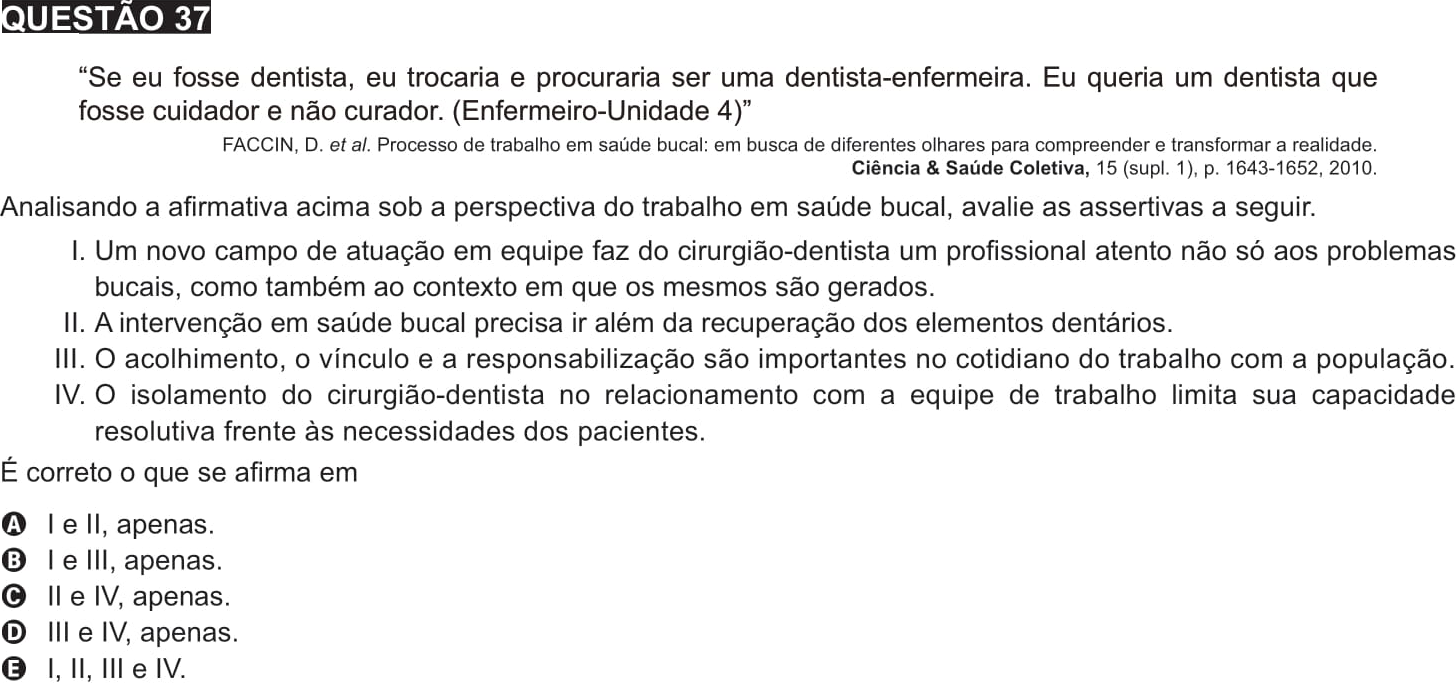 QUESTÃO 37
“Se eu fosse dentista, eu trocaria e procuraria ser uma dentista-enfermeira. Eu queria um dentista que
fosse cuidador e não curador. (Enfermeiro-Unidade 4)”
FACCIN, D. et al. Processo de trabalho em saúde bucal: em busca de diferentes olhares para compreender e transformar a realidade.
Ciência & Saúde Coletiva, 15 (supl. 1), p. 1643-1652, 2010.
Analisando a afirmativa acima sob a perspectiva do trabalho em saúde bucal, avalie as assertivas a seguir.
I. Um novo campo de atuação em equipe faz do cirurgião-dentista um profissional atento não só aos problemas
bucais, como também ao contexto em que os mesmos são gerados.
II. A intervenção em saúde bucal precisa ir além da recuperação dos elementos dentários.
III. O acolhimento, o vínculo e a responsabilização são importantes no cotidiano do trabalho com a população.
IV. O isolamento do cirurgião-dentista no relacionamento com a equipe de trabalho limita sua capacidade
resolutiva frente às necessidades dos pacientes.
É correto o que se afirma em
A I e II, apenas.
B I e III, apenas.
C II e IV, apenas.
D III e IV, apenas.
E I, II, III e IV.